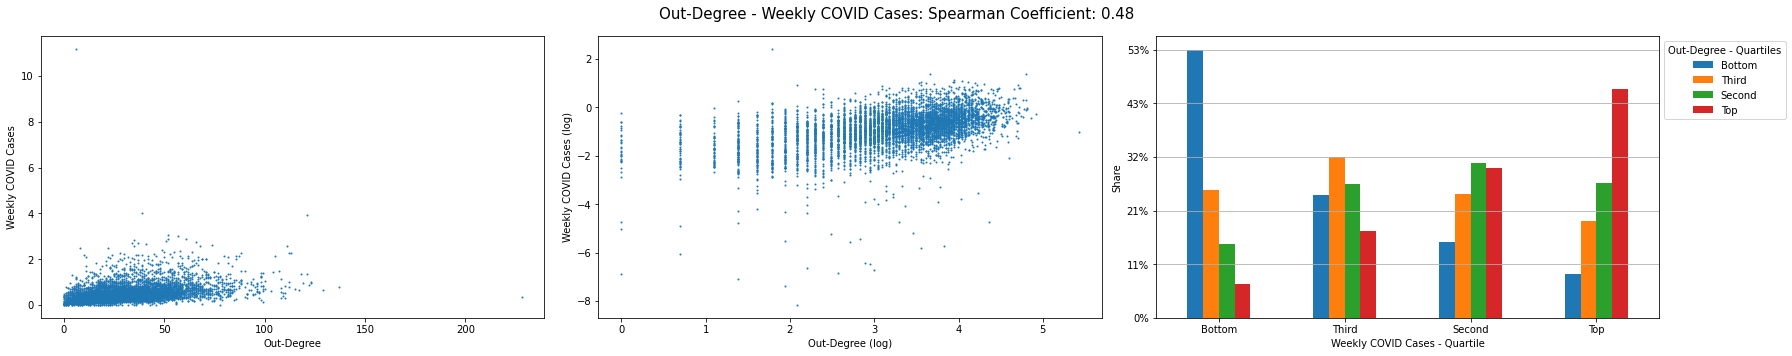 Out-Degree - Weekly COVID Cases: Spearman Coefficient: 0.48
Weekly COVID Cases
10
8
6
4
2
0
0
50
100
150
200
Out-Degree
Weekly COVID Cases (log)
2
0
−2
−4
−6
−8
0
1
2
3
4
5
Out-Degree (log)
Share
53%
43%
32%
21%
11%
0%
Bottom
Third
Second
Top
Weekly COVID Cases - Quartile
Out-Degree - Quartiles
Bottom
Third
Second
Top